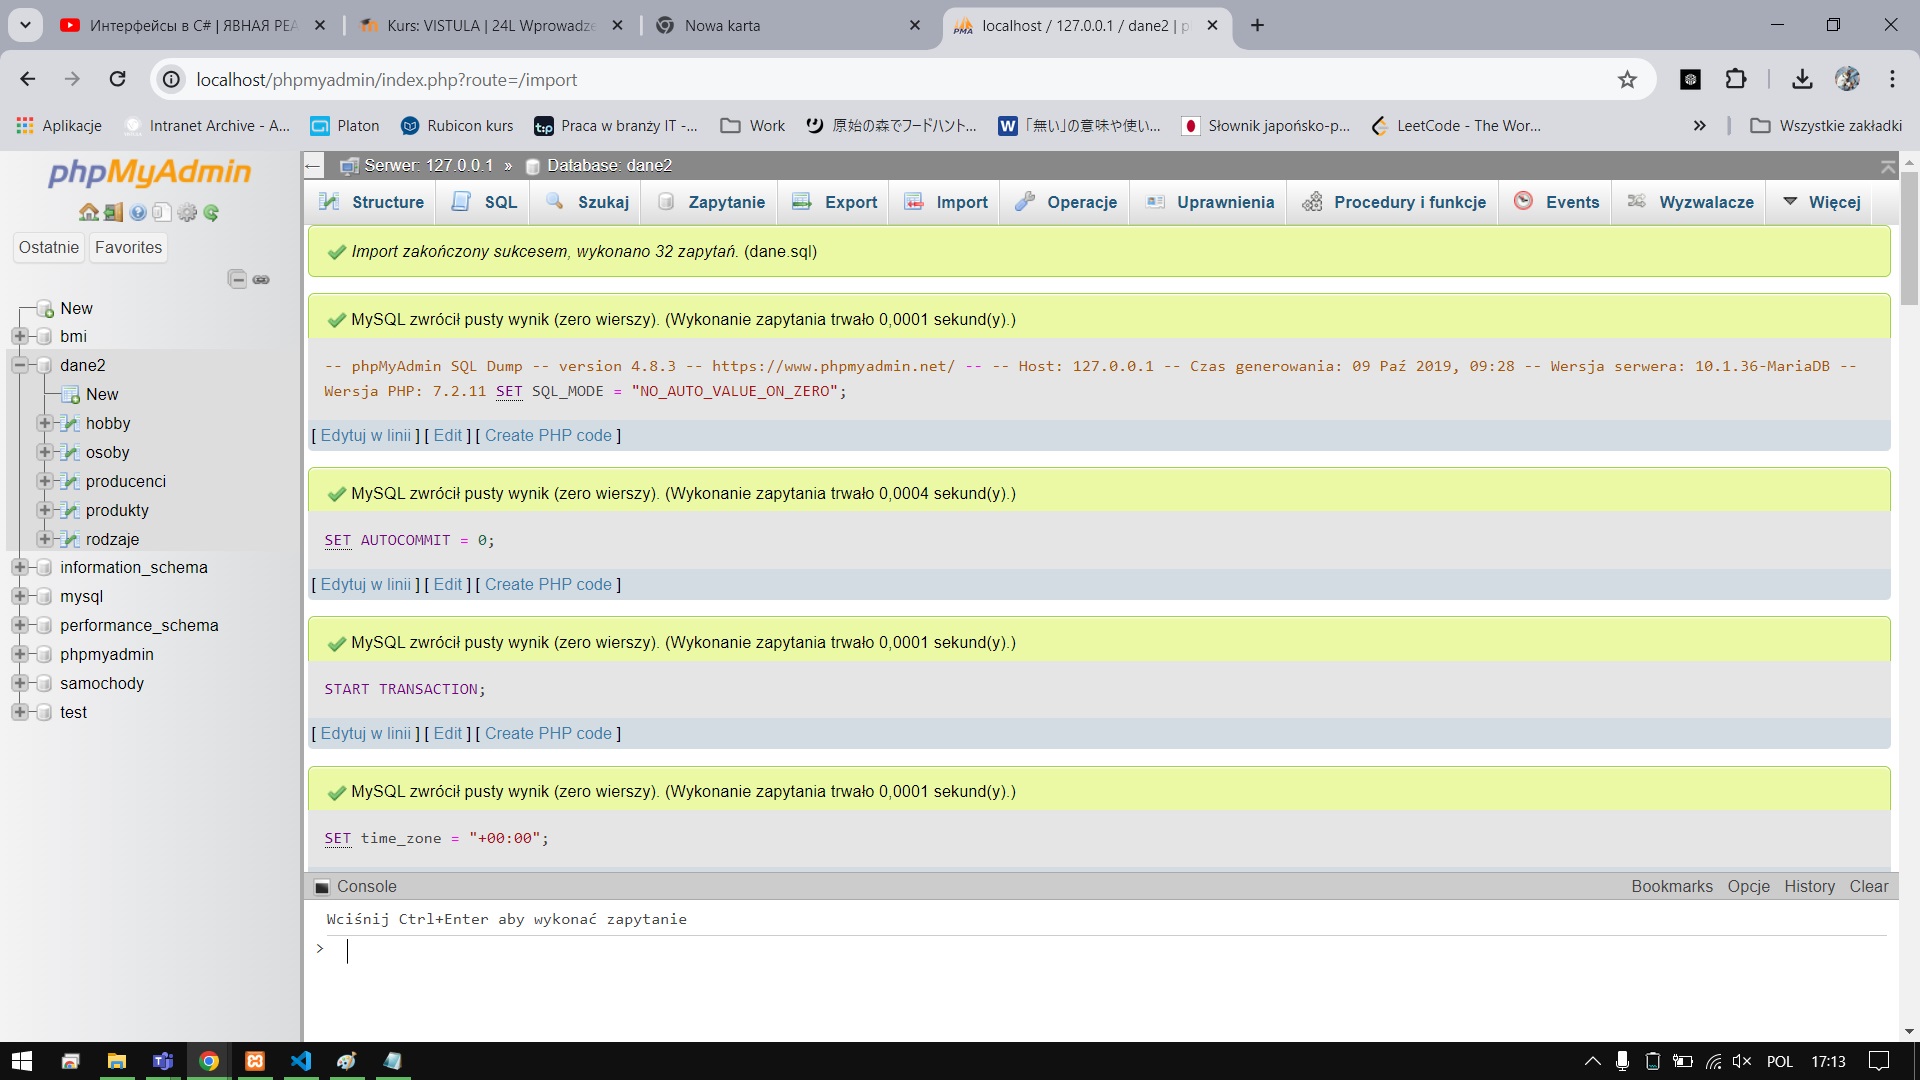 Интерфейсы в C# | ЯВНАЯ РЕА
Kurs: VISTULA | 24L Wprowadze
Nowa karta
localhost / 127.0.0.1 / dane2 | p
localhost/phpmyadmin/index.php?route=/import
Aplikacje
Intranet Archive - A...
Platon
Rubicon kurs
t:p
Praca w branży IT -...
Work
原始の森でフードハント...
「無い」の意味や使い...
Słownik japońsko-p...
LeetCode - The Wor...
Wszystkie zakładki
phpMyAdmin
Ostatnie
Favorites
New
bmi
dane2
New
hobby
osoby
producenci
produkty
rodzaje
information_schema
mysql
performance_schema
phpmyadmin
samochody
test
Serwer: 127.0.0.1 » Database: dane2
Structure
SQL
Szukaj
Zapytanie
Export
Import
Operacje
Uprawnienia
Procedury i funkcje
Events
Wyzwalacze
Więcej
Import zakończony sukcesem, wykonano 32 zapytań. (dane.sql)
MySQL zwrócił pusty wynik (zero wierszy). (Wykonanie zapytania trwało 0,0001 sekund(y).)
-- phpMyAdmin SQL Dump -- version 4.8.3 -- https://www.phpmyadmin.net/ -- -- Host: 127.0.0.1 -- Czas generowania: 09 Paź 2019, 09:28 -- Wersja serwera: 10.1.36-MariaDB --
Wersja PHP: 7.2.11 SET SQL_MODE = "NO_AUTO_VALUE_ON_ZERO";
[ Edytuj w linii ] [ Edit ] [ Create PHP code ]
MySQL zwrócił pusty wynik (zero wierszy). (Wykonanie zapytania trwało 0,0004 sekund(y).)
SET AUTOCOMMIT = 0;
[ Edytuj w linii ] [ Edit ] [ Create PHP code ]
MySQL zwrócił pusty wynik (zero wierszy). (Wykonanie zapytania trwało 0,0001 sekund(y).)
START TRANSACTION;
[ Edytuj w linii ] [ Edit ] [ Create PHP code ]
MySQL zwrócił pusty wynik (zero wierszy). (Wykonanie zapytania trwało 0,0001 sekund(y).)
SET time_zone = "+00:00";
Console
Bookmarks Opcje History Clear
Wciśnij Ctrl+Enter aby wykonać zapytanie
>
POL
17:13